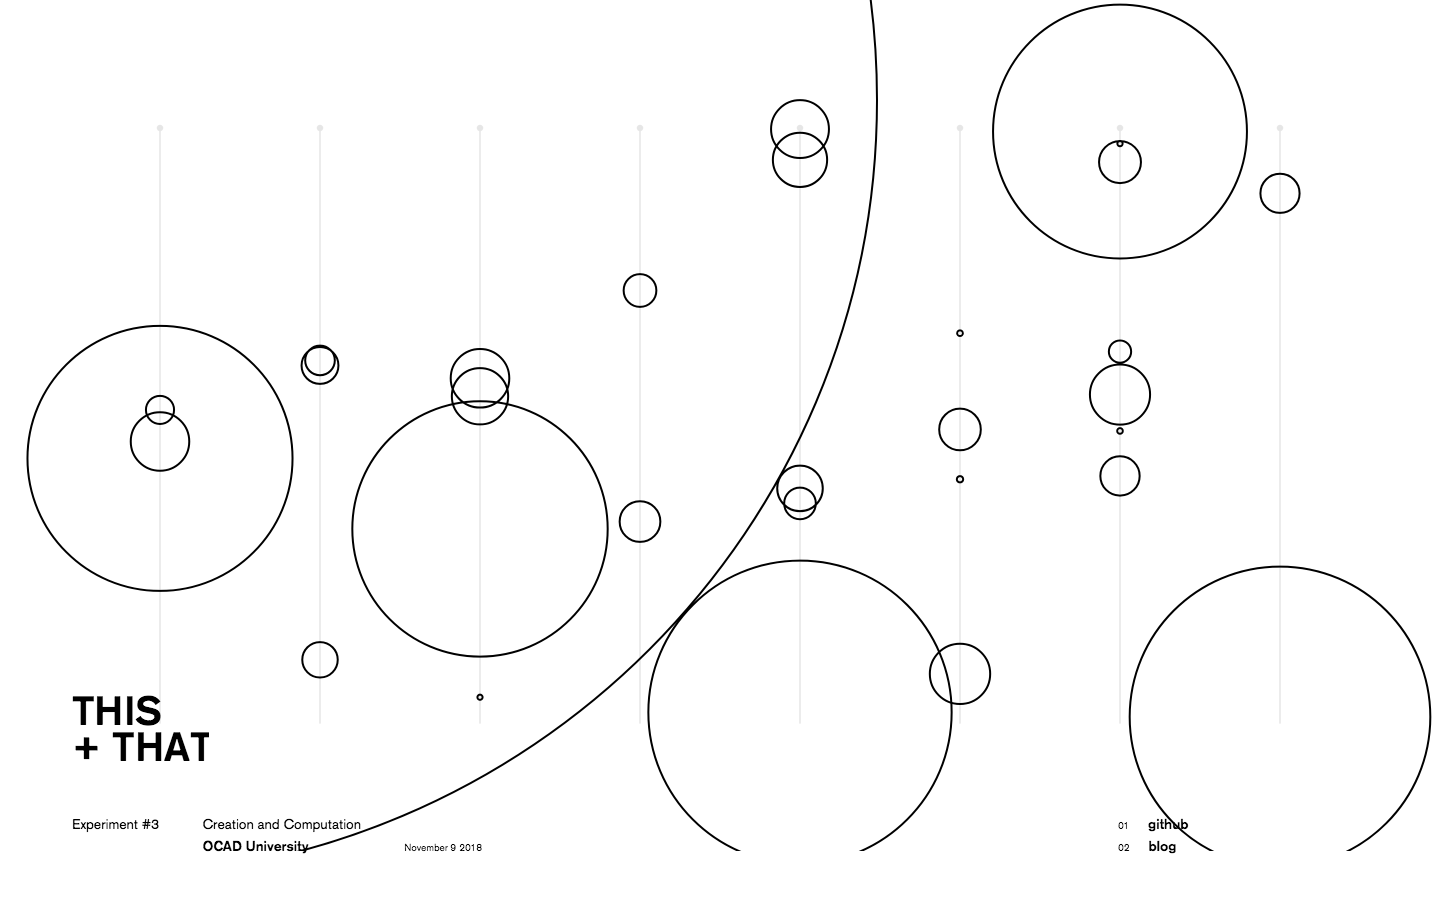 THIS
+ THAT
Experiment #3
Creation and Computation
OCAD University
November 9 2018
01 github
02 blog